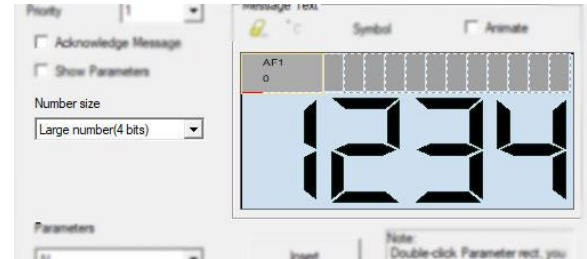 Priority
1
Message Text
°C
Symbol
Animate
Acknowledge Message
Show Parameters
AF1
0
Number size
Large number(4 bits)
1234
Parameters
Insert
Note:
Double-click Parameter rect, you